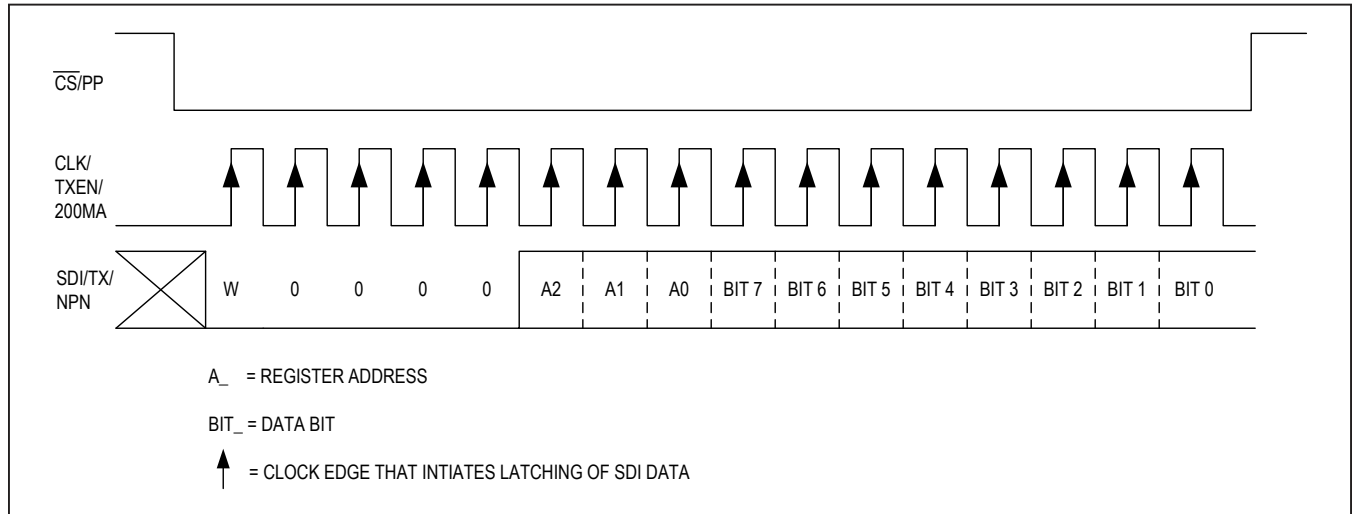 CS/PP
CLK/
TXEN/
200MA
SDI/TX/
NPN
W 0 0 0 0 A2 A1 A0 BIT 7 BIT 6 BIT 5 BIT 4 BIT 3 BIT 2 BIT 1 BIT 0
A_ = REGISTER ADDRESS
BIT_ = DATA BIT
= CLOCK EDGE THAT INTIATES LATCHING OF SDI DATA